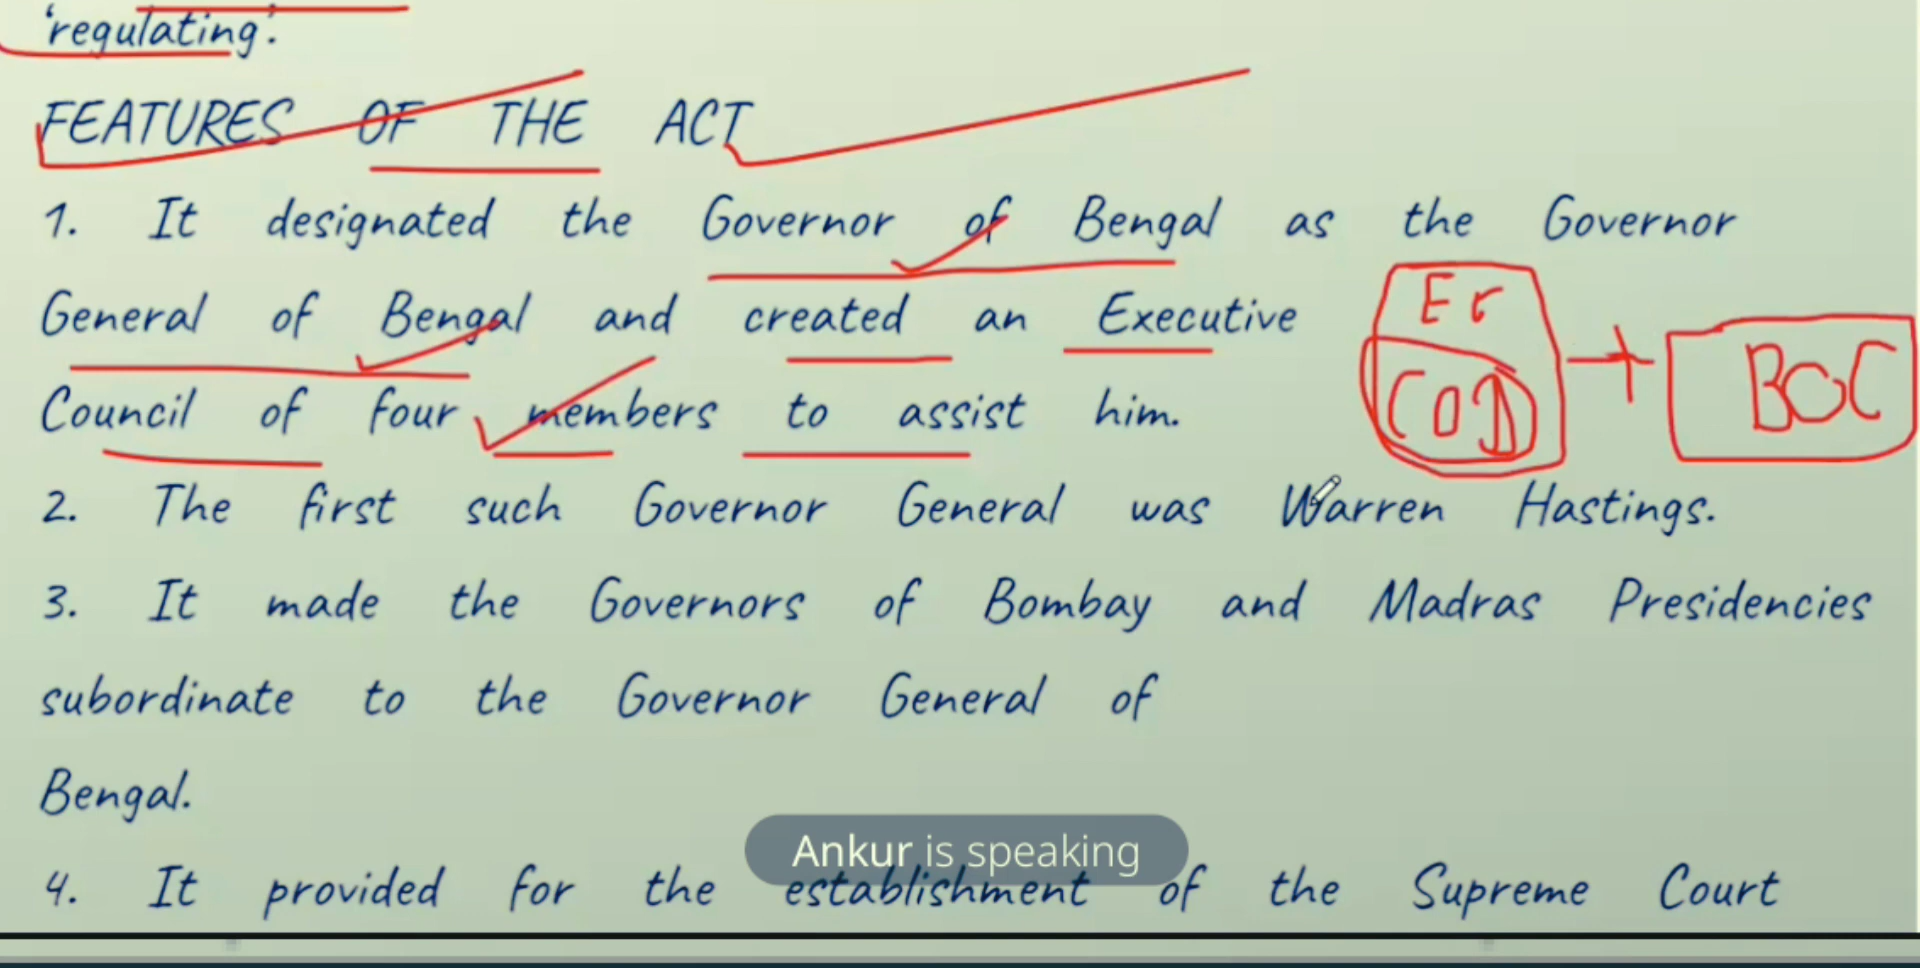 'regulating'.
FEATURES OF THE ACT
1. It designated the Governor of Bengal as the Governor
General of Bengal and created an Executive
Council of four members to assist him.
EC
COD + BOC
2. The first such Governor General was Warren Hastings.
3. It made the Governors of Bombay and Madras Presidencies
subordinate to the Governor General of
Bengal.
Ankur is speaking
4. It provided for the establishment of the Supreme Court